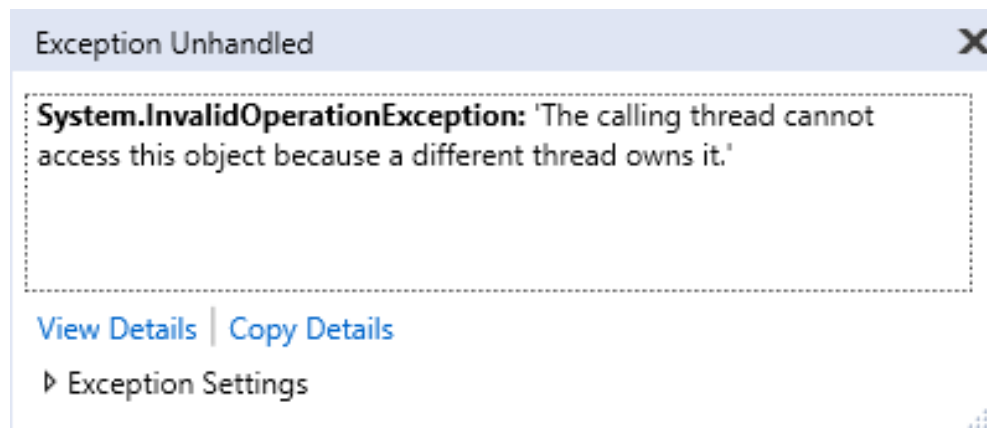 Exception Unhandled
System.InvalidOperationException: 'The calling thread cannot
access this object because a different thread owns it.'
View Details | Copy Details
Exception Settings